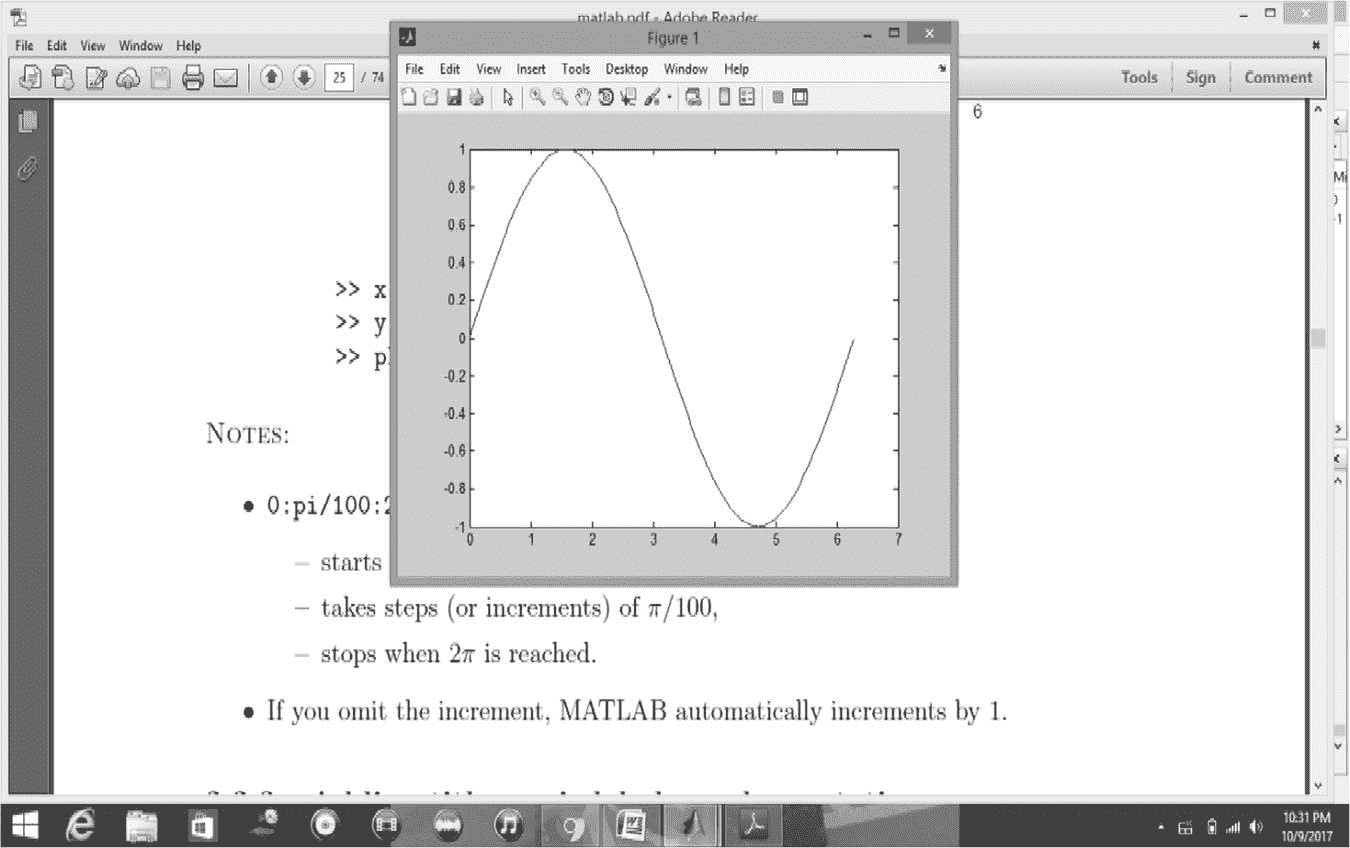 matlab.pdf - Adobe Reader
Figure 1
File Edit View Window Help
File Edit View Insert Tools Desktop Window Help
25 / 74
Tools Sign Comment
6
1
0.8
0.6
0.4
0.2
0
-0.2
-0.4
-0.6
-0.8
-1
0 1 2 3 4 5 6 7
>> x
>> y
>> pl
NOTES:
• 0:pi/100:2
– starts
– takes steps (or increments) of π/100,
– stops when 2π is reached.
• If you omit the increment, MATLAB automatically increments by 1.
10:31 PM
10/9/2017